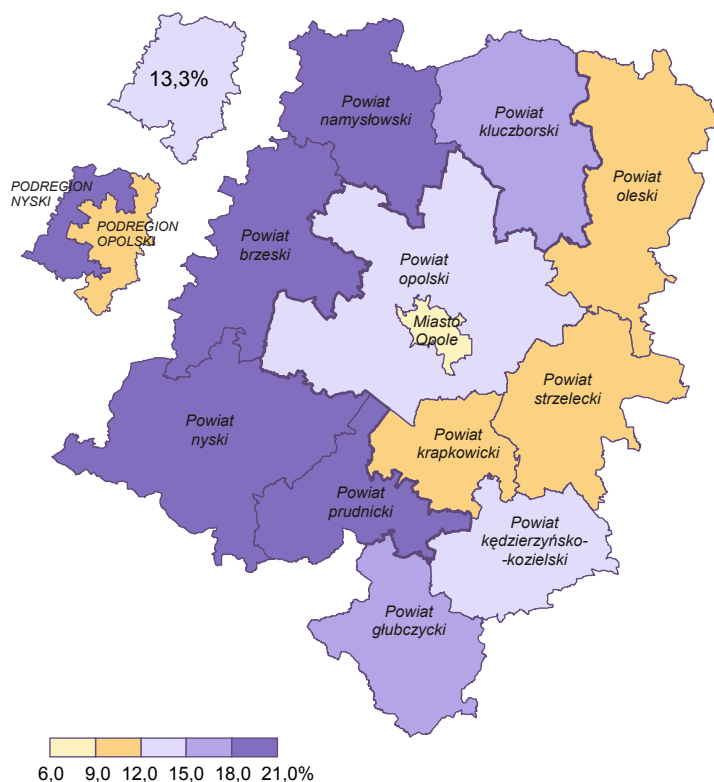 13,3%
Powiat
namysłowski
Powiat
kluczborski
Powiat
oleski
PODREGION
NYSKI
PODREGION
OPOLSKI
Powiat
brzeski
Powiat
opolski
Miasto
Opole
Powiat
strzelecki
Powiat
nyski
Powiat
krapkowicki
Powiat
prudnicki
Powiat
kędzierzyńsko-
-kozielski
Powiat
głubczycki
6,0 9,0 12,0 15,0 18,0 21,0%